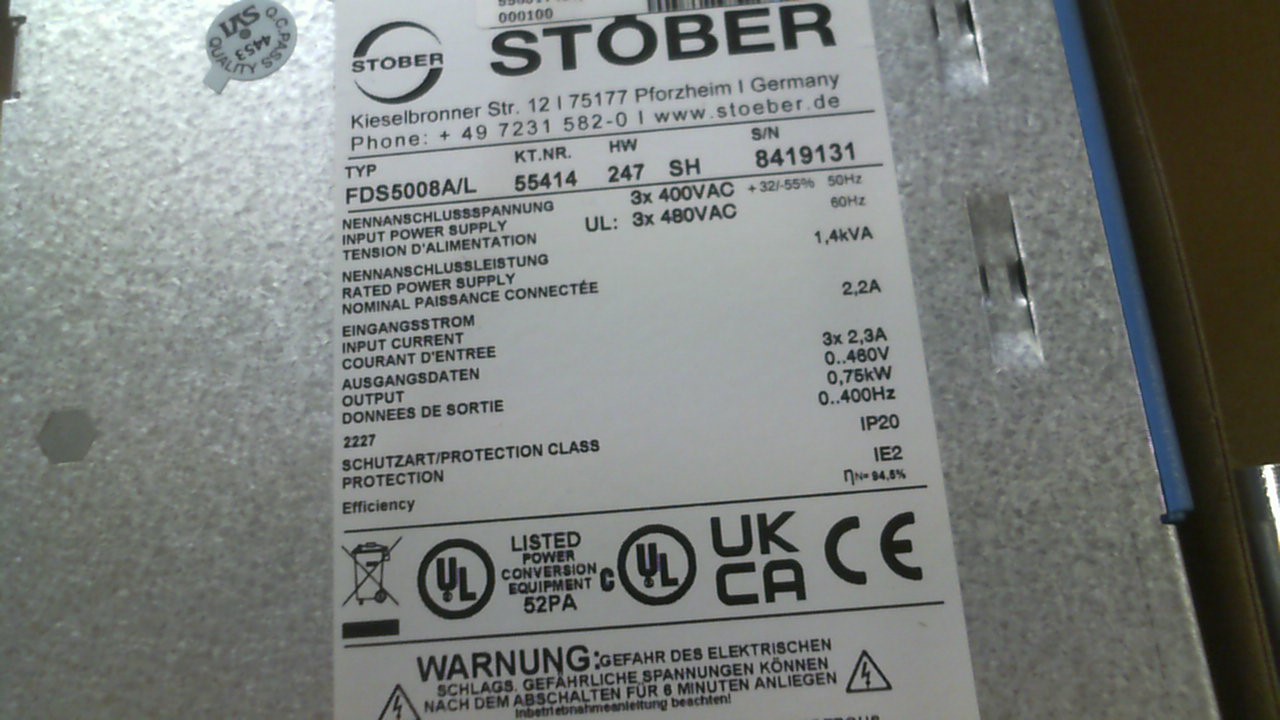 000100
IAS
Q.C.PASS
4453
QUALITY
STOBER
STÖBER
Kieselbronner Str. 12 I 75177 Pforzheim I Germany
Phone: + 49 7231 582-0 I www.stoeber.de
TYP KT.NR. HW S/N
FDS5008A/L 55414 247 SH 8419131
NENNANSCHLUSSSPANNUNG 3x 400VAC +32/-55% 50Hz
INPUT POWER SUPPLY UL: 3x 480VAC 60Hz
TENSION D'ALIMENTATION
NENNANSCHLUSSLEISTUNG 1,4kVA
RATED POWER SUPPLY
NOMINAL PAISSANCE CONNECTÉE
EINGANGSSTROM 2,2A
INPUT CURRENT
COURANT D'ENTREE
AUSGANGSDATEN 3x 2,3A
OUTPUT 0..460V
DONNEES DE SORTIE 0,75kW
0..400Hz
2227
SCHUTZART/PROTECTION CLASS IP20
PROTECTION IE2
Efficiency ηN= 94,5%
UL
LISTED
POWER
CONVERSION
EQUIPMENT
52PA
C UL
UK
CA
CE
WARNUNG: GEFAHR DES ELEKTRISCHEN
SCHLAGS. GEFÄHRLICHE SPANNUNGEN KÖNNEN
NACH DEM ABSCHALTEN FÜR 6 MINUTEN ANLIEGEN
Inbetriebnahmeanleitung beachten!